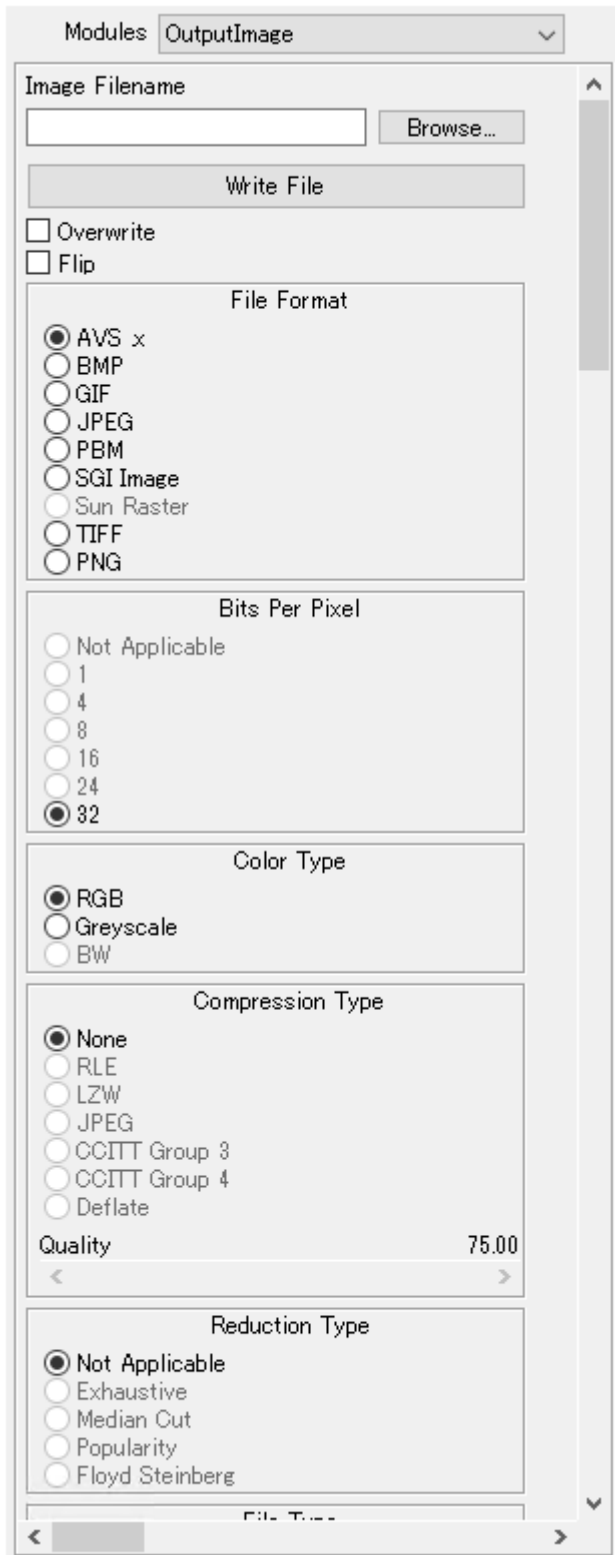 Modules OutputImage
Image Filename
Browse...
Write File
Overwrite
Flip
File Format
AVS x
BMP
GIF
JPEG
PBM
SGI Image
Sun Raster
TIFF
PNG
Bits Per Pixel
Not Applicable
1
4
8
16
24
32
Color Type
RGB
Greyscale
BW
Compression Type
None
RLE
LZW
JPEG
CCITT Group 3
CCITT Group 4
Deflate
Quality 75.00
Reduction Type
Not Applicable
Exhaustive
Median Cut
Popularity
Floyd Steinberg
File Type